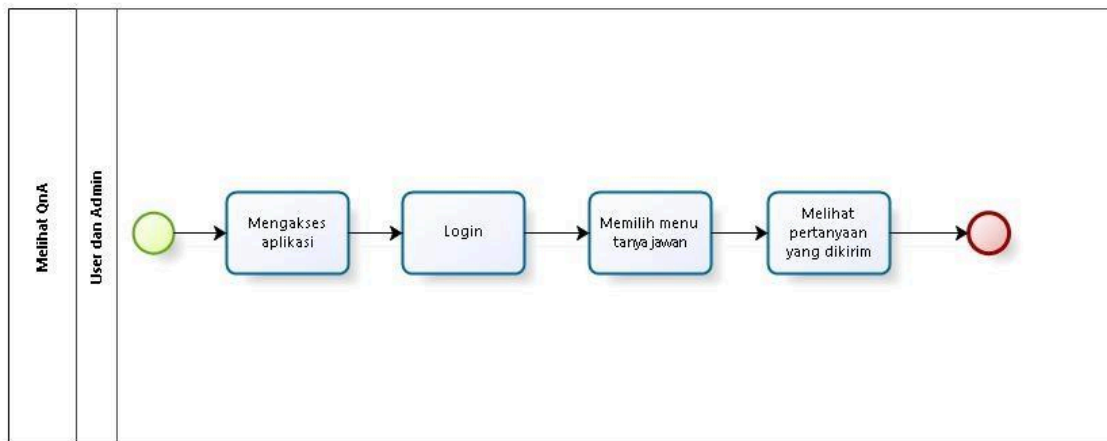 Melihat QnA
User dan Admin
Mengakses
aplikasi
Login
Memilih menu
tanya jawan
Melihat
pertanyaan
yang dikirim